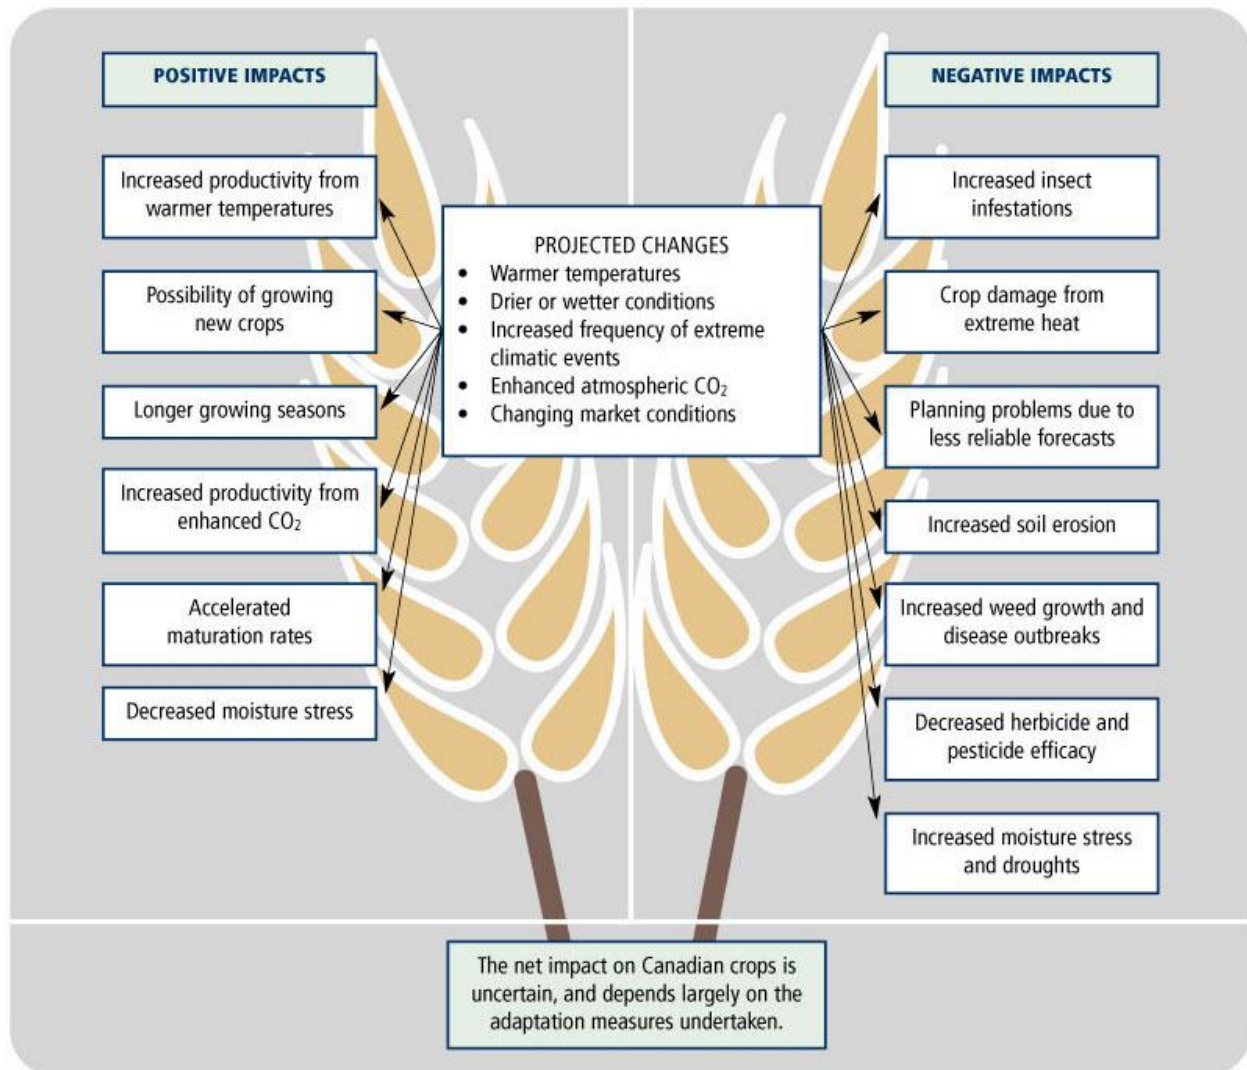 POSITIVE IMPACTS
Increased productivity from
warmer temperatures
Possibility of growing
new crops
Longer growing seasons
Increased productivity from
enhanced CO₂
Accelerated
maturation rates
Decreased moisture stress
PROJECTED CHANGES
• Warmer temperatures
• Drier or wetter conditions
• Increased frequency of extreme
climatic events
• Enhanced atmospheric CO₂
• Changing market conditions
NEGATIVE IMPACTS
Increased insect
infestations
Crop damage from
extreme heat
Planning problems due to
less reliable forecasts
Increased soil erosion
Increased weed growth and
disease outbreaks
Decreased herbicide and
pesticide efficacy
Increased moisture stress
and droughts
The net impact on Canadian crops is
uncertain, and depends largely on the
adaptation measures undertaken.